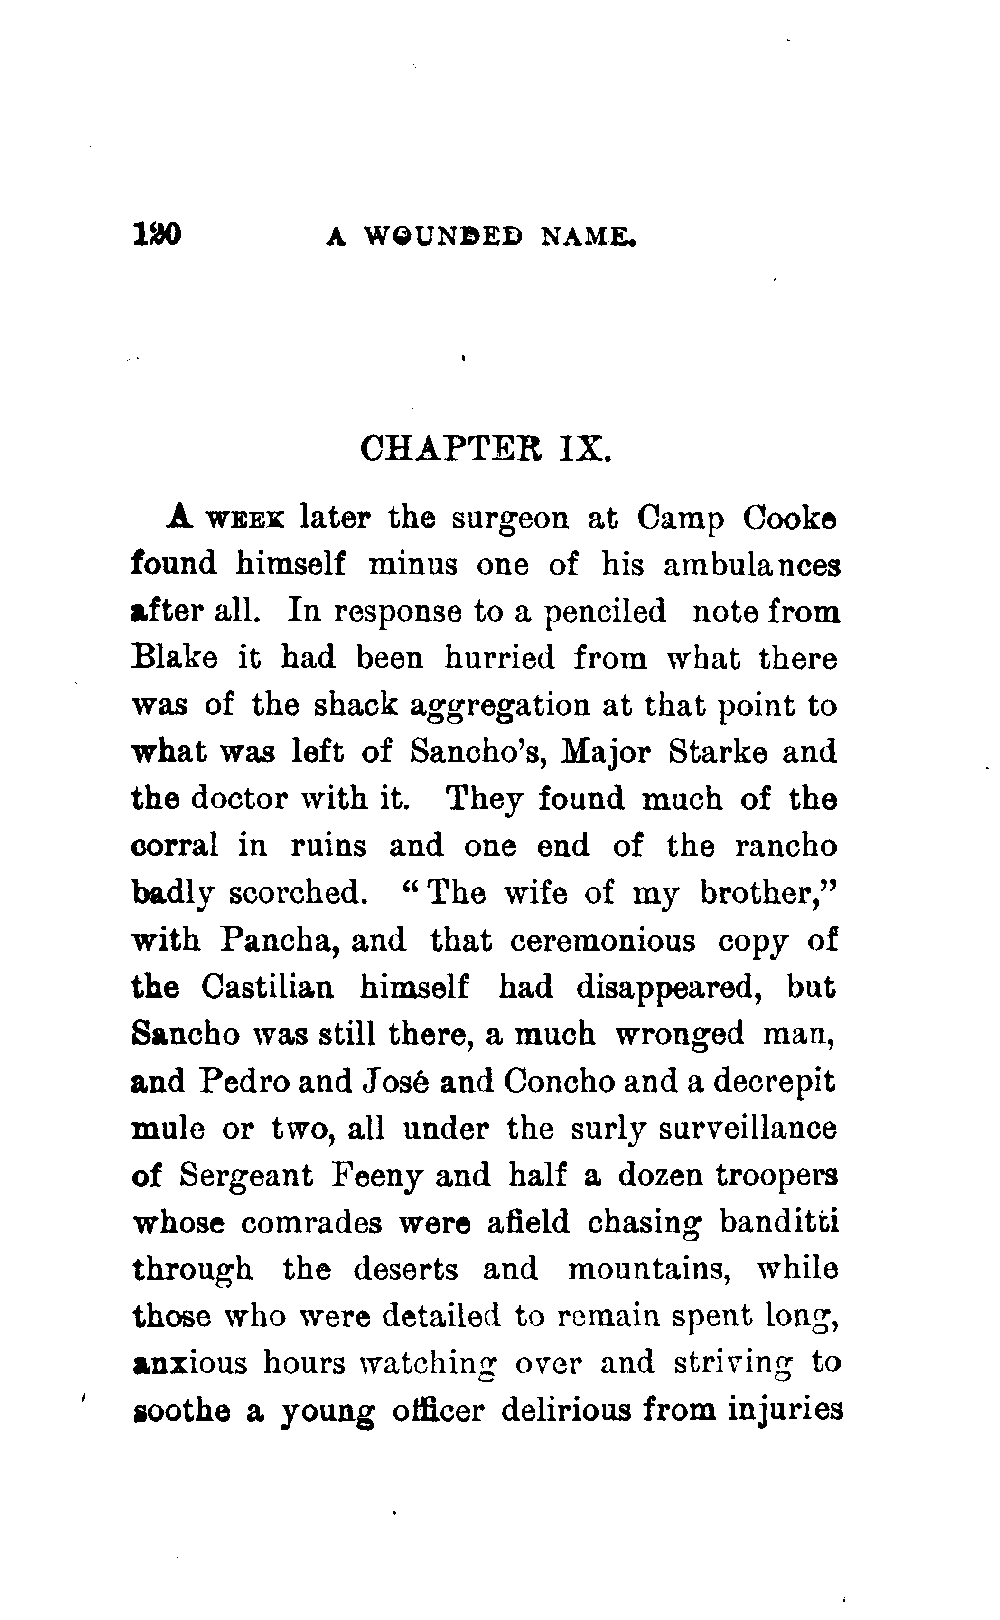 120 A WOUNDED NAME.
CHAPTER IX.
A WEEK later the surgeon at Camp Cooke
found himself minus one of his ambulances
after all. In response to a penciled note from
Blake it had been hurried from what there
was of the shack aggregation at that point to
what was left of Sancho's, Major Starke and
the doctor with it. They found much of the
corral in ruins and one end of the rancho
badly scorched. “The wife of my brother,”
with Pancha, and that ceremonious copy of
the Castilian himself had disappeared, but
Sancho was still there, a much wronged man,
and Pedro and José and Concho and a decrepit
mule or two, all under the surly surveillance
of Sergeant Feeny and half a dozen troopers
whose comrades were afield chasing banditti
through the deserts and mountains, while
those who were detailed to remain spent long,
anxious hours watching over and striving to
soothe a young officer delirious from injuries